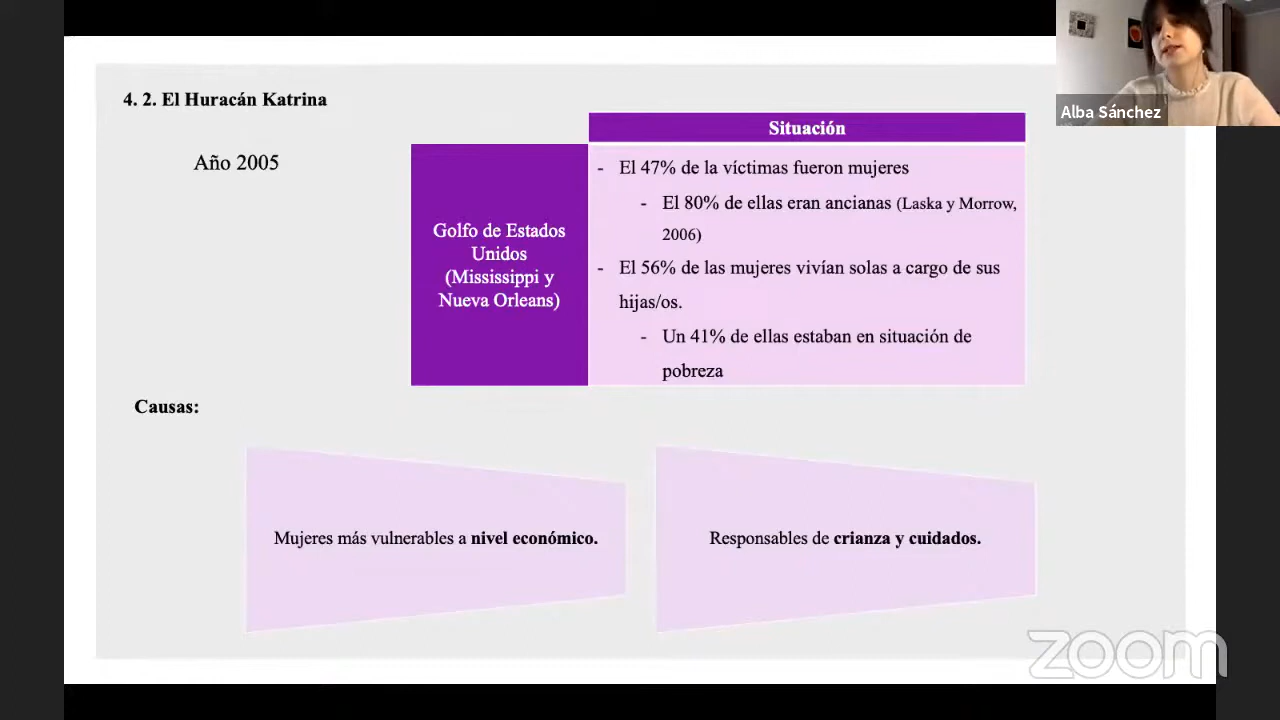 4. 2. El Huracán Katrina
Alba Sánchez
Año 2005
Situación
Golfo de Estados
Unidos
(Mississippi y
Nueva Orleans)
- El 47% de la víctimas fueron mujeres
- El 80% de ellas eran ancianas (Laska y Morrow,
2006)
- El 56% de las mujeres vivían solas a cargo de sus
hijas/os.
- Un 41% de ellas estaban en situación de
pobreza
Causas:
Mujeres más vulnerables a nivel económico.
Responsables de crianza y cuidados.
zoom